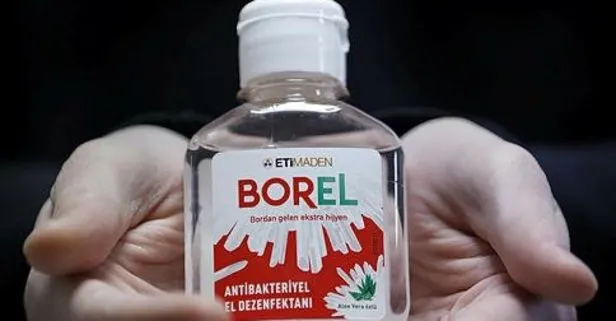 ETİMADEN
BOREL
Bordan gelen ekstra hijyen
ANTİBAKTERİYEL
EL DEZENFEKTANI
Aloe Vera özlü